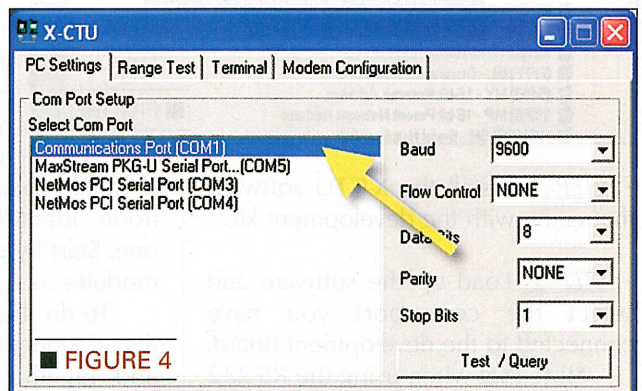 X-CTU
PC Settings Range Test Terminal Modem Configuration
Com Port Setup
Select Com Port
Communications Port (COM1)
MaxStream PKG-U Serial Port...(COM5)
NetMos PCI Serial Port (COM3)
NetMos PCI Serial Port (COM4)
Baud 9600
Flow Control NONE
Data Bits 8
Parity NONE
Stop Bits 1
Test / Query
■ FIGURE 4